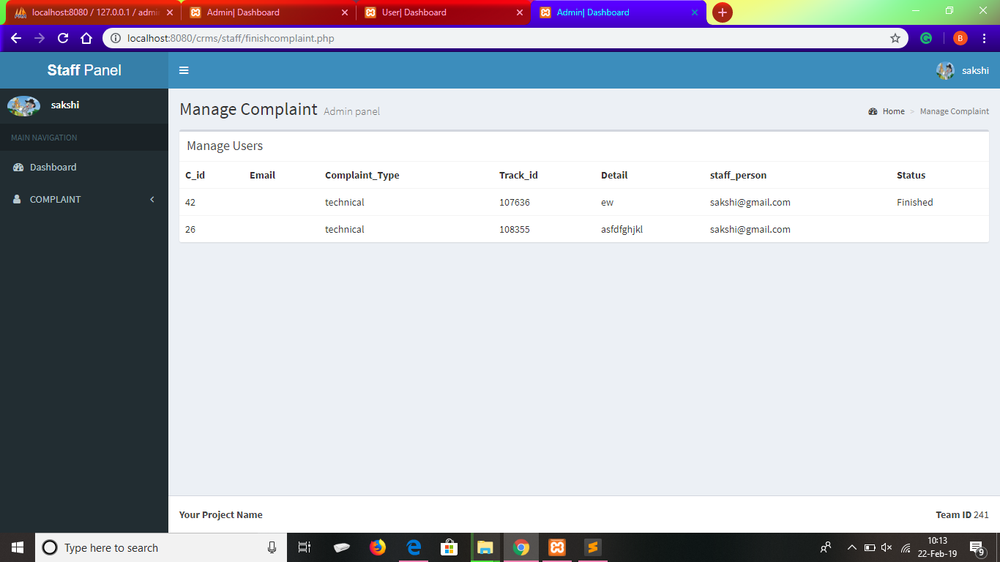 localhost:8080 / 127.0.0.1 / admi
Admin| Dashboard
User| Dashboard
Admin| Dashboard
localhost:8080/crms/staff/finishcomplaint.php
B
Staff Panel
sakshi
sakshi
Manage Complaint Admin panel
Home > Manage Complaint
MAIN NAVIGATION
Dashboard
COMPLAINT
Manage Users
C_id Email Complaint_Type Track_id Detail staff_person Status
42 technical 107636 ew sakshi@gmail.com Finished
26 technical 108355 asfdfghjkl sakshi@gmail.com
Your Project Name
Team ID 241
Type here to search
10:13
22-Feb-19
9